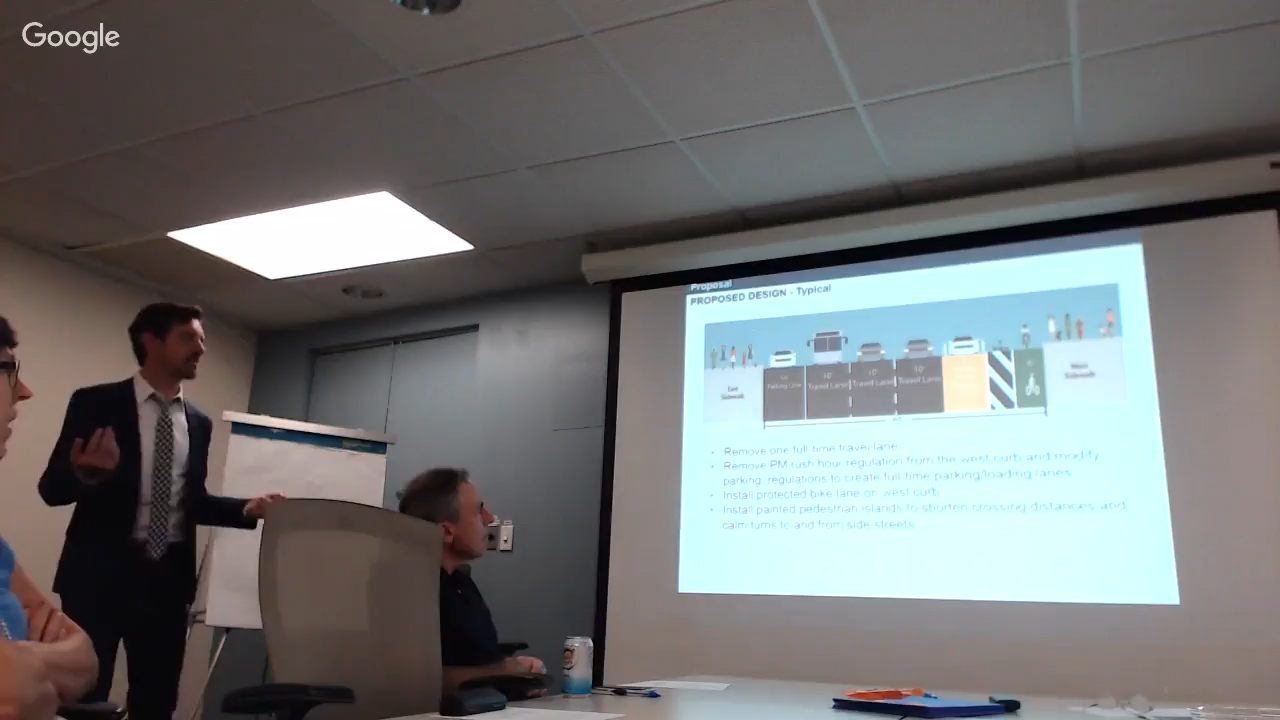 Google
Proposal
PROPOSED DESIGN - Typical
East
Sidewalk
Parking Lane
10'
Travel Lane
10'
Travel Lane
10'
Travel Lane
West
Sidewalk
• Remove one full time travel lane
• Remove PM rush hour regulation from the west curb and modify
parking regulations to create full time parking/loading lanes
• Install protected bike lane on west curb
• Install painted pedestrian islands to shorten crossing distances and
calm turns to and from side streets